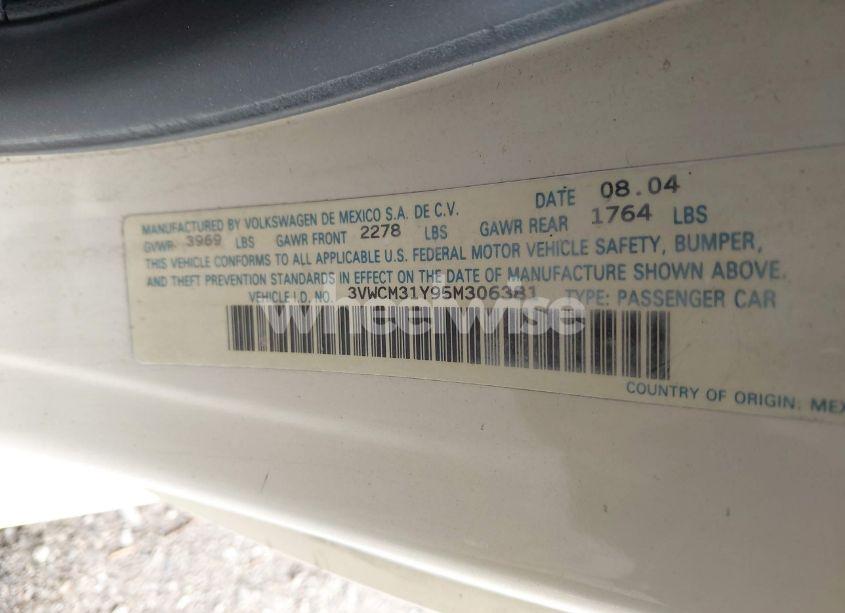 MANUFACTURED BY VOLKSWAGEN DE MEXICO S.A. DE C.V. DATE 08.04
GVWR 3969 LBS GAWR FRONT 2278 LBS GAWR REAR 1764 LBS
THIS VEHICLE CONFORMS TO ALL APPLICABLE U.S. FEDERAL MOTOR VEHICLE SAFETY, BUMPER,
AND THEFT PREVENTION STANDARDS IN EFFECT ON THE DATE OF MANUFACTURE SHOWN ABOVE.
VEHICLE I.D. NO. 3VWCM31Y95M306381 TYPE: PASSENGER CAR
wheelwise
COUNTRY OF ORIGIN: MEX